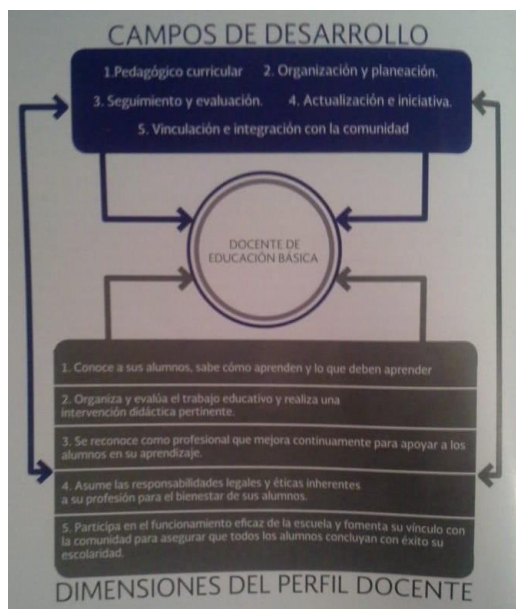 CAMPOS DE DESARROLLO
1.Pedagógico curricular 2. Organización y planeación.
3. Seguimiento y evaluación. 4. Actualización e iniciativa.
5. Vinculación e integración con la comunidad
DOCENTE DE
EDUCACIÓN BÁSICA
1. Conoce a sus alumnos, sabe cómo aprenden y lo que deben aprender
2. Organiza y evalúa el trabajo educativo y realiza una
intervención didáctica pertinente.
3. Se reconoce como profesional que mejora continuamente para apoyar a los
alumnos en su aprendizaje.
4. Asume las responsabilidades legales y éticas inherentes
a su profesión para el bienestar de sus alumnos.
5. Participa en el funcionamiento eficaz de la escuela y fomenta su vínculo con
la comunidad para asegurar que todos los alumnos concluyan con éxito su
escolaridad.
DIMENSIONES DEL PERFIL DOCENTE